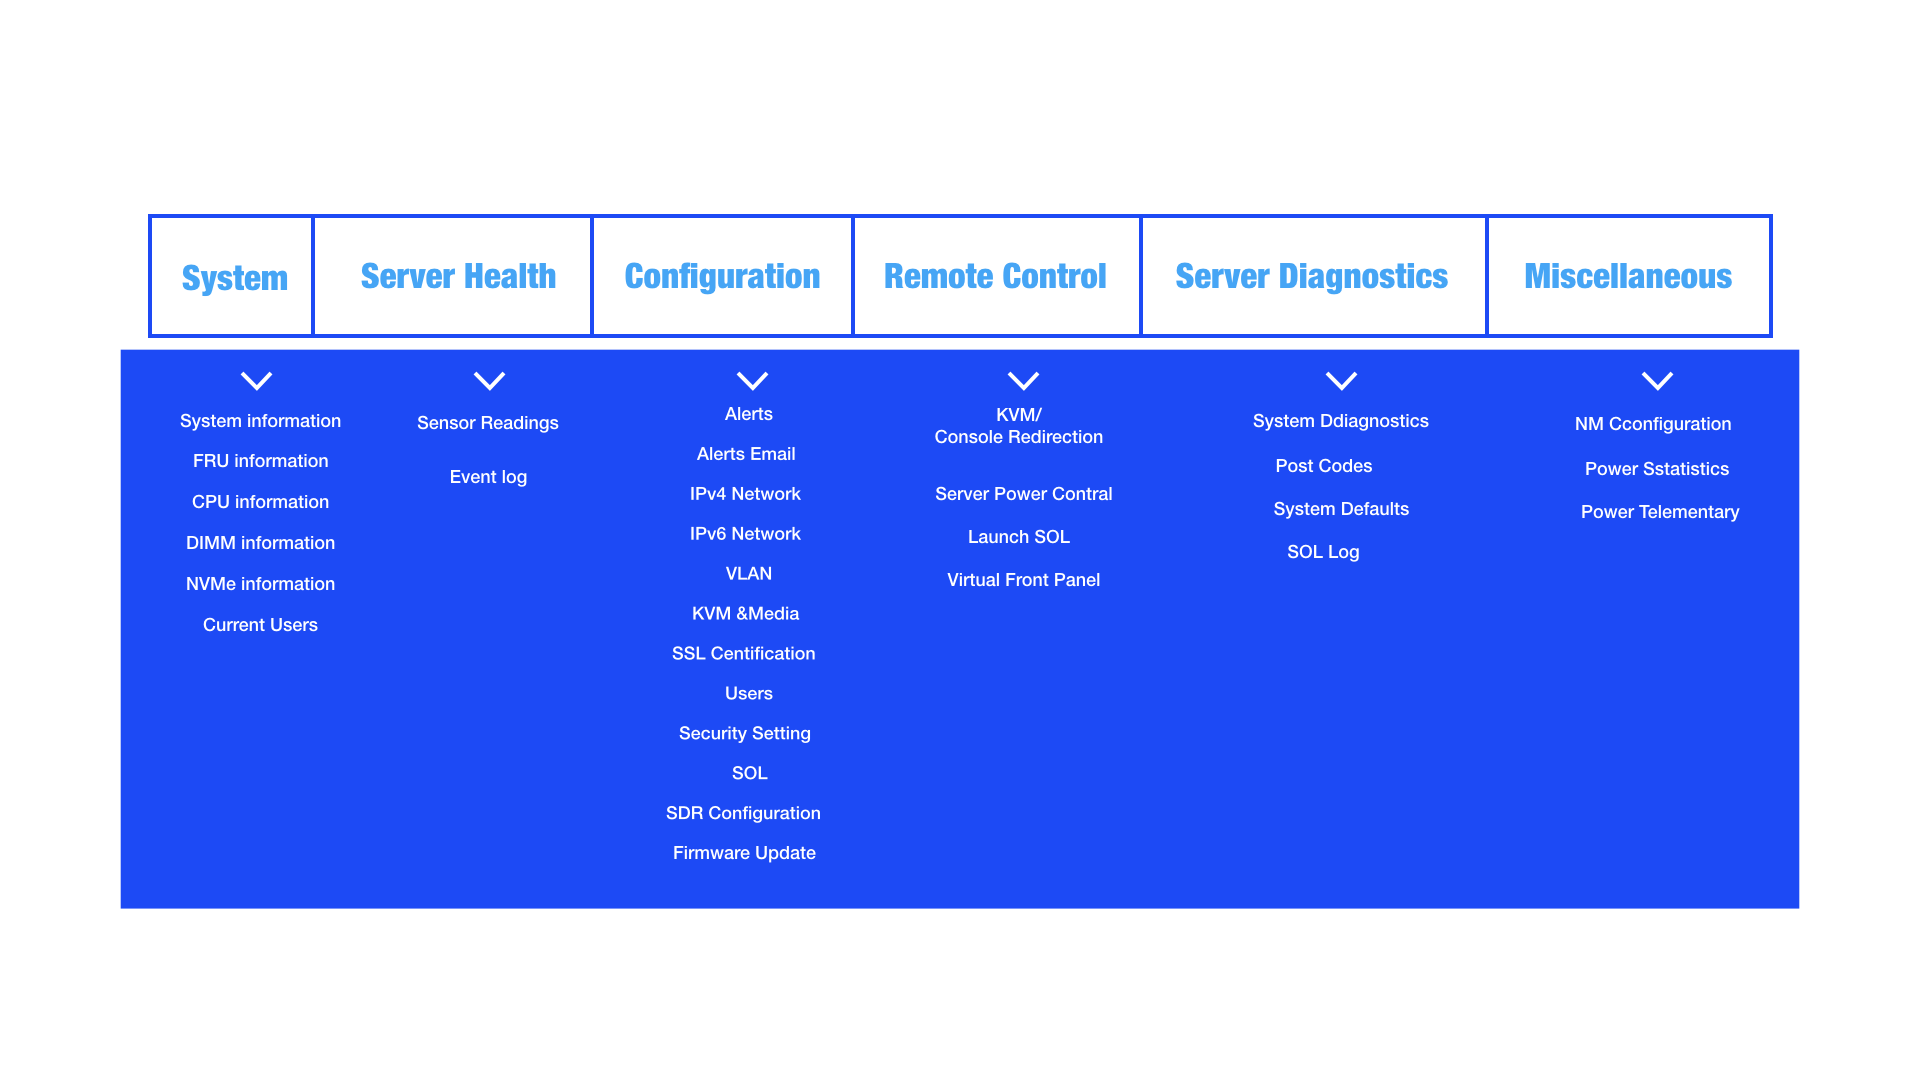 System
Server Health
Configuration
Remote Control
Server Diagnostics
Miscellaneous
System information
FRU information
CPU information
DIMM information
NVMe information
Current Users
Sensor Readings
Event log
Alerts
Alerts Email
IPv4 Network
IPv6 Network
VLAN
KVM &Media
SSL Centification
Users
Security Setting
SOL
SDR Configuration
Firmware Update
KVM/
Console Redirection
Server Power Contral
Launch SOL
Virtual Front Panel
System Ddiagnostics
Post Codes
System Defaults
SOL Log
NM Cconfiguration
Power Sstatistics
Power Telementary